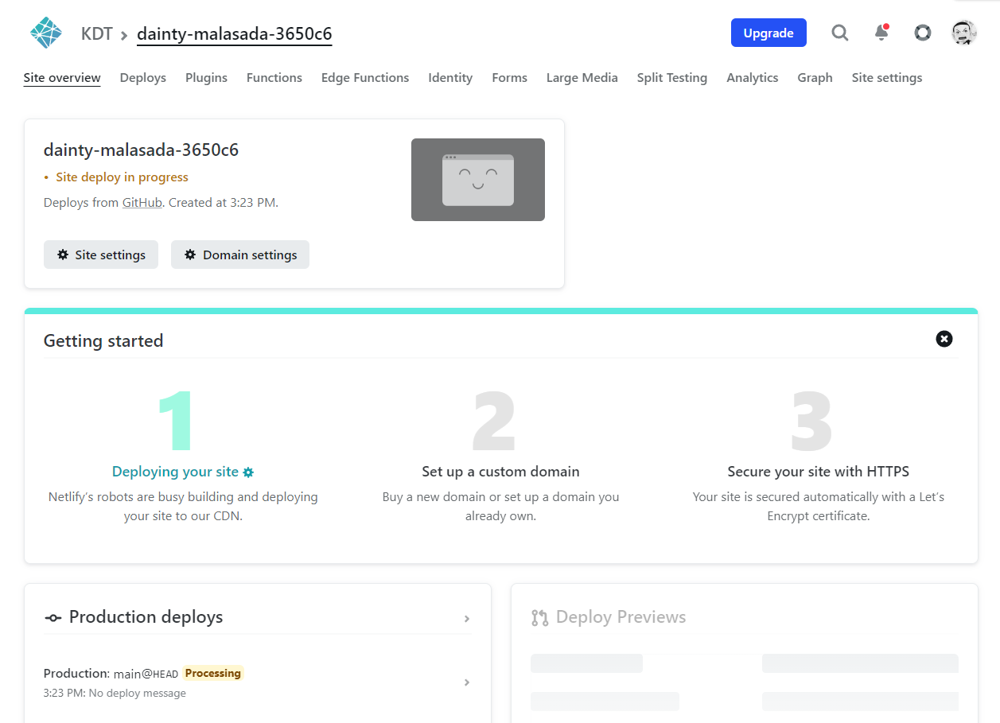 KDT > dainty-malasada-3650c6
Upgrade
Site overview Deploys Plugins Functions Edge Functions Identity Forms Large Media Split Testing Analytics Graph Site settings
dainty-malasada-3650c6
• Site deploy in progress
Deploys from GitHub. Created at 3:23 PM.
Site settings
Domain settings
Getting started
1
Deploying your site
Netlify’s robots are busy building and deploying
your site to our CDN.
2
Set up a custom domain
Buy a new domain or set up a domain you
already own.
3
Secure your site with HTTPS
Your site is secured automatically with a Let’s
Encrypt certificate.
Production deploys
Production: main@HEAD Processing
3:23 PM: No deploy message
Deploy Previews